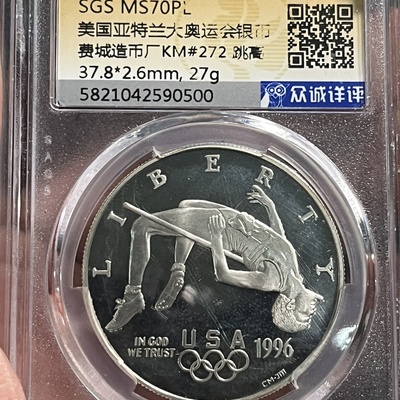 SGS MS70PL
美国亚特兰大奥运会银币
费城造币厂KM#272 跳高
37.8*2.6mm, 27g
5821042590500
众诚详评
LIBERTY
IN GOD
WE TRUST
USA
1996